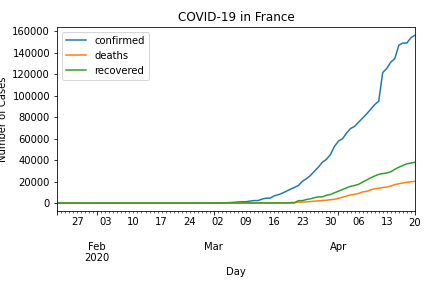 COVID-19 in France
160000
140000
120000
100000
80000
60000
40000
20000
0
Number of Cases
confirmed
deaths
recovered
27 03 10 17 24 02 09 16 23 30 06 13 20
Feb Mar Apr
2020
Day